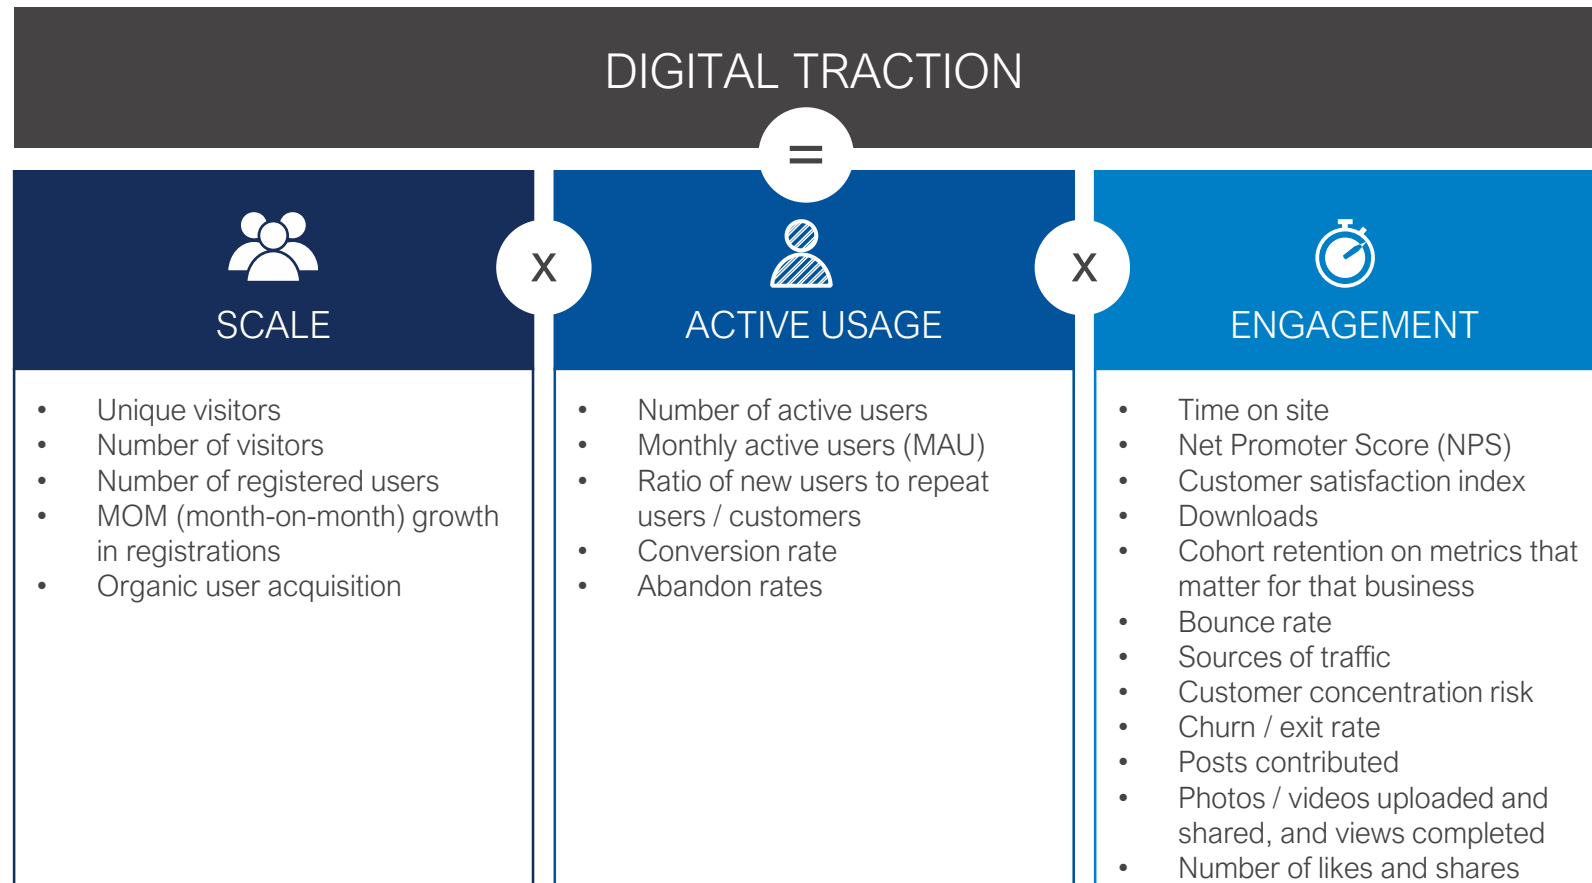 DIGITAL TRACTION
=
SCALE
x
ACTIVE USAGE
x
ENGAGEMENT
• Unique visitors
• Number of visitors
• Number of registered users
• MOM (month-on-month) growth
in registrations
• Organic user acquisition
• Number of active users
• Monthly active users (MAU)
• Ratio of new users to repeat
users / customers
• Conversion rate
• Abandon rates
• Time on site
• Net Promoter Score (NPS)
• Customer satisfaction index
• Downloads
• Cohort retention on metrics that
matter for that business
• Bounce rate
• Sources of traffic
• Customer concentration risk
• Churn / exit rate
• Posts contributed
• Photos / videos uploaded and
shared, and views completed
• Number of likes and shares